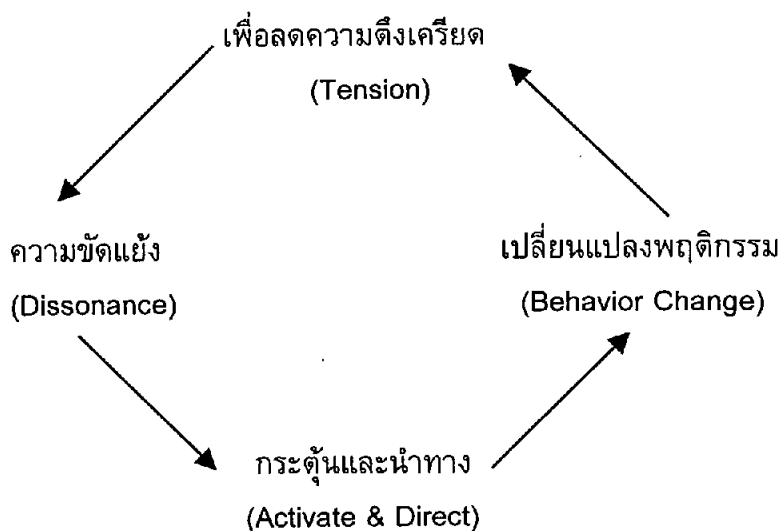 เพื่อลดความตึงเครียด
(Tension)
ความขัดแย้ง
(Dissonance)
เปลี่ยนแปลงพฤติกรรม
(Behavior Change)
กระตุ้นและนำทาง
(Activate & Direct)